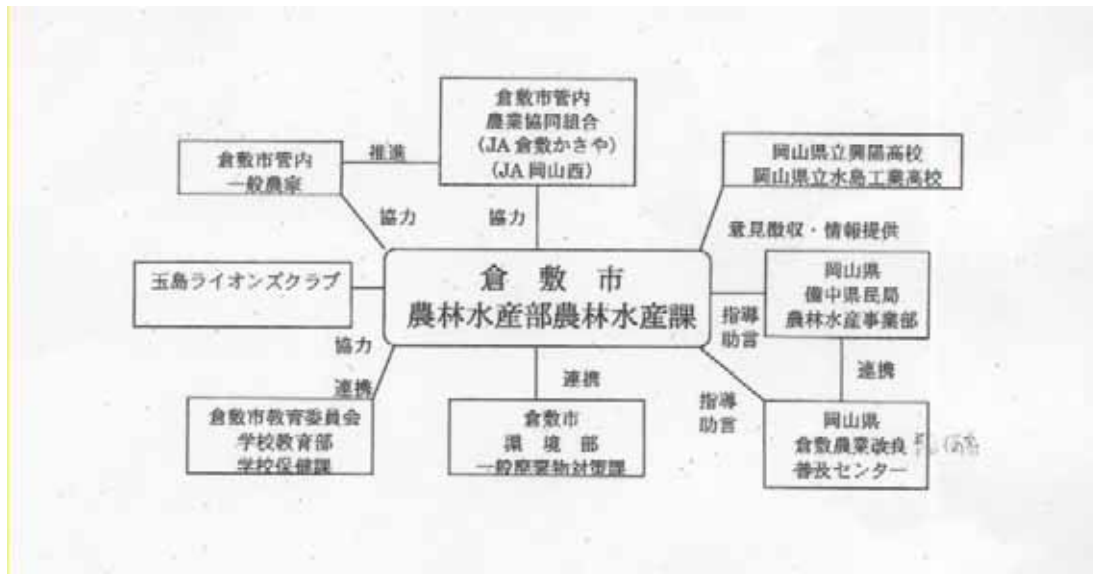 倉敷市管内
農業協同組合
(JA倉敷かさや)
(JA岡山西)
推進
倉敷市管内
一般農家
岡山県立興陽高校
岡山県立水島工業高校
協力
協力
意見徴収・情報提供
玉島ライオンズクラブ
倉敷市
農林水産部農林水産課
岡山県
備中県民局
農林水産事業部
指導
助言
協力
連携
連携
連携
指導
助言
倉敷市教育委員会
学校教育部
学校保健課
倉敷市
環境部
一般廃棄物対策課
岡山県
倉敷農業改良
普及センター